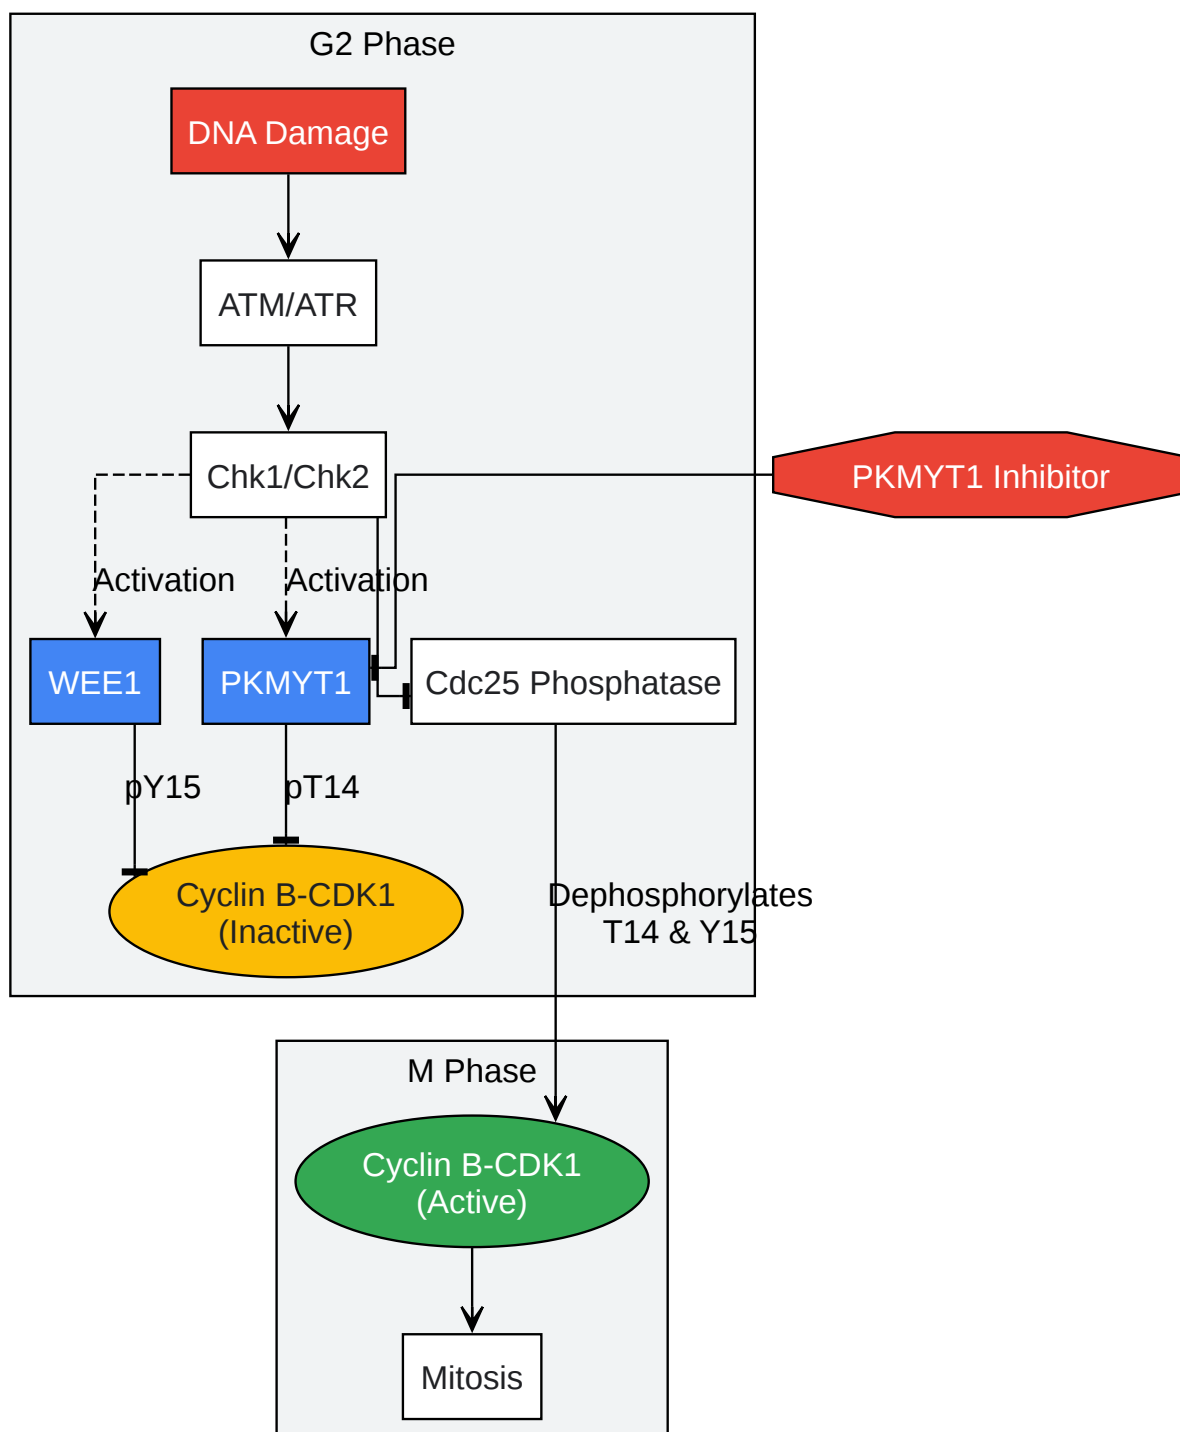 G2 Phase
DNA Damage
ATM/ATR
Chk1/Chk2
PKMYT1 Inhibitor
Activation
Activation
WEE1
PKMYT1
Cdc25 Phosphatase
pY15
pT14
Cyclin B-CDK1
(Inactive)
Dephosphorylates
T14 & Y15
M Phase
Cyclin B-CDK1
(Active)
Mitosis